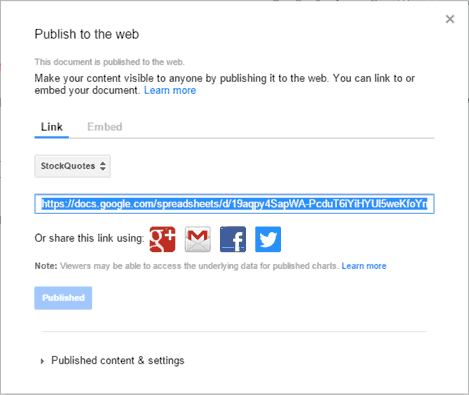 Publish to the web
This document is published to the web.
Make your content visible to anyone by publishing it to the web. You can link to or
embed your document. Learn more
Link Embed
StockQuotes
https://docs.google.com/spreadsheets/d/19aqpy4SapWA-PcduT6iYiHYUl5weKfoYn
Or share this link using: g+ M f
Note: Viewers may be able to access the underlying data for published charts. Learn more
Published
Published content & settings